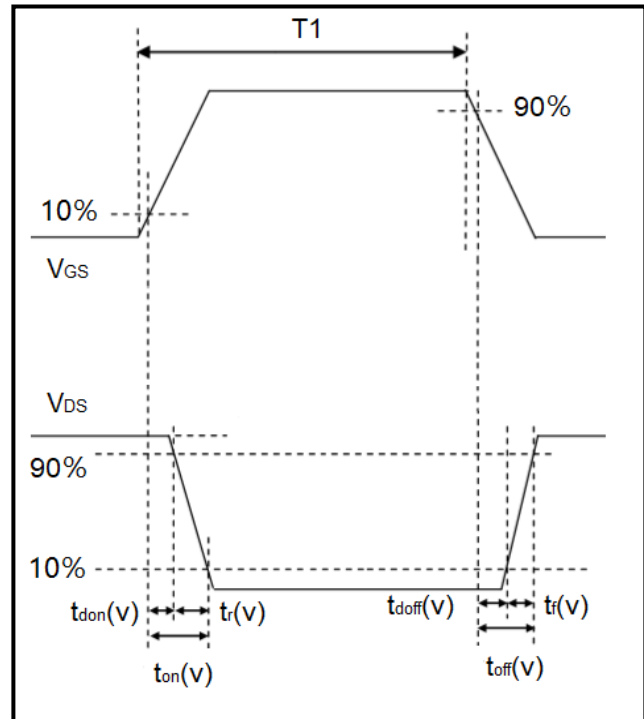 T1
90%
10%
VGS
VDS
90%
10%
tdon(v) tr(v) tdoff(v) tf(v)
ton(v) toff(v)